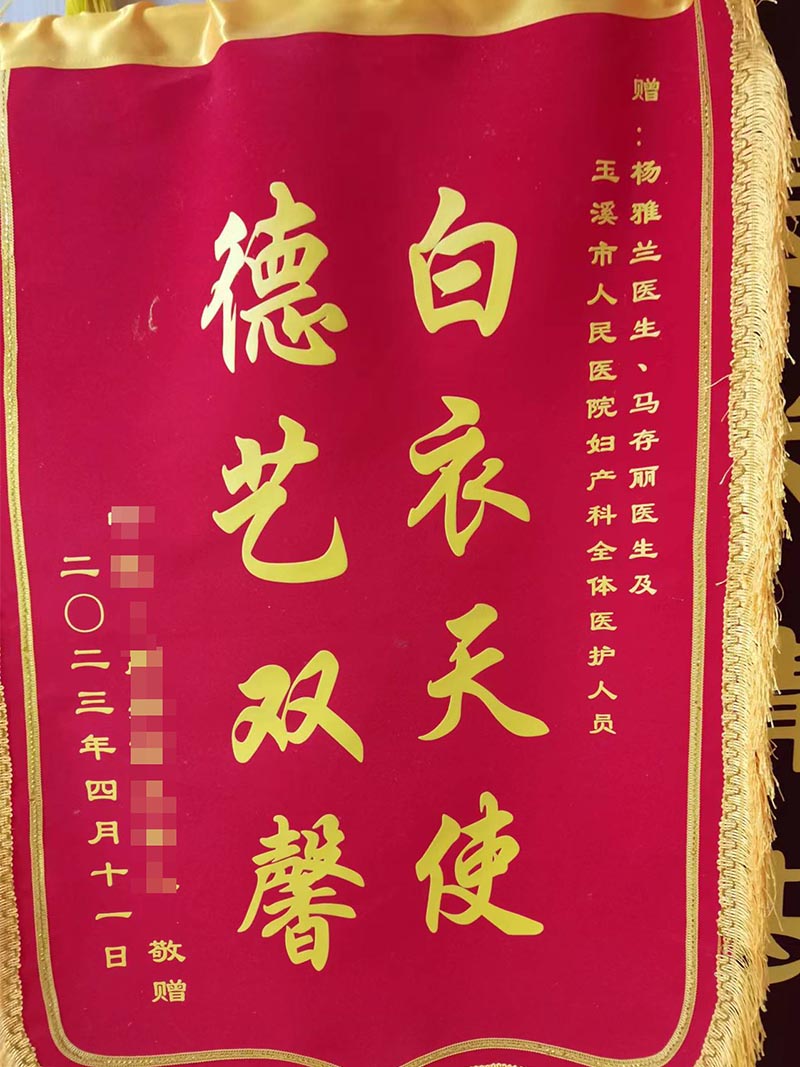 赠：杨雅兰医生、马存丽医生及
玉溪市人民医院妇产科全体医护人员
白衣天使
德艺双馨
敬赠
二〇二三年四月十一日